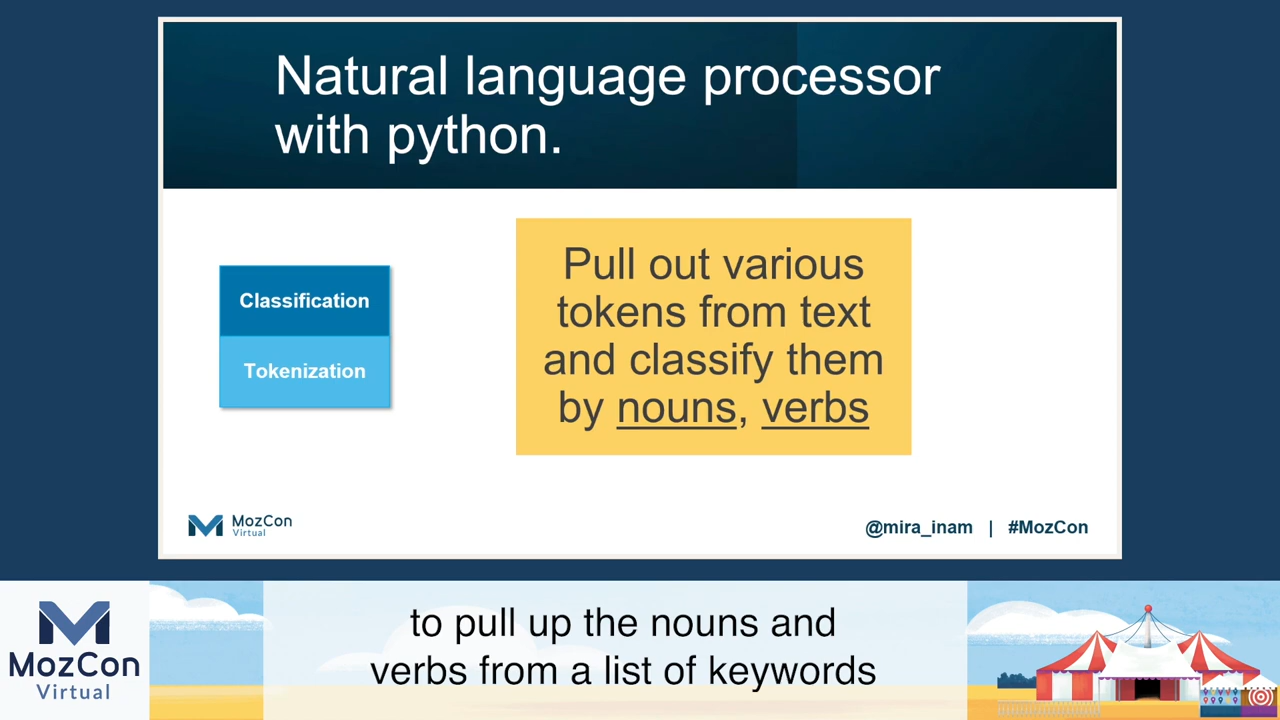 Natural language processor
with python.
Classification
Tokenization
Pull out various
tokens from text
and classify them
by nouns, verbs
MozCon
Virtual
@mira_inam | #MozCon
MozCon
Virtual
to pull up the nouns and
verbs from a list of keywords